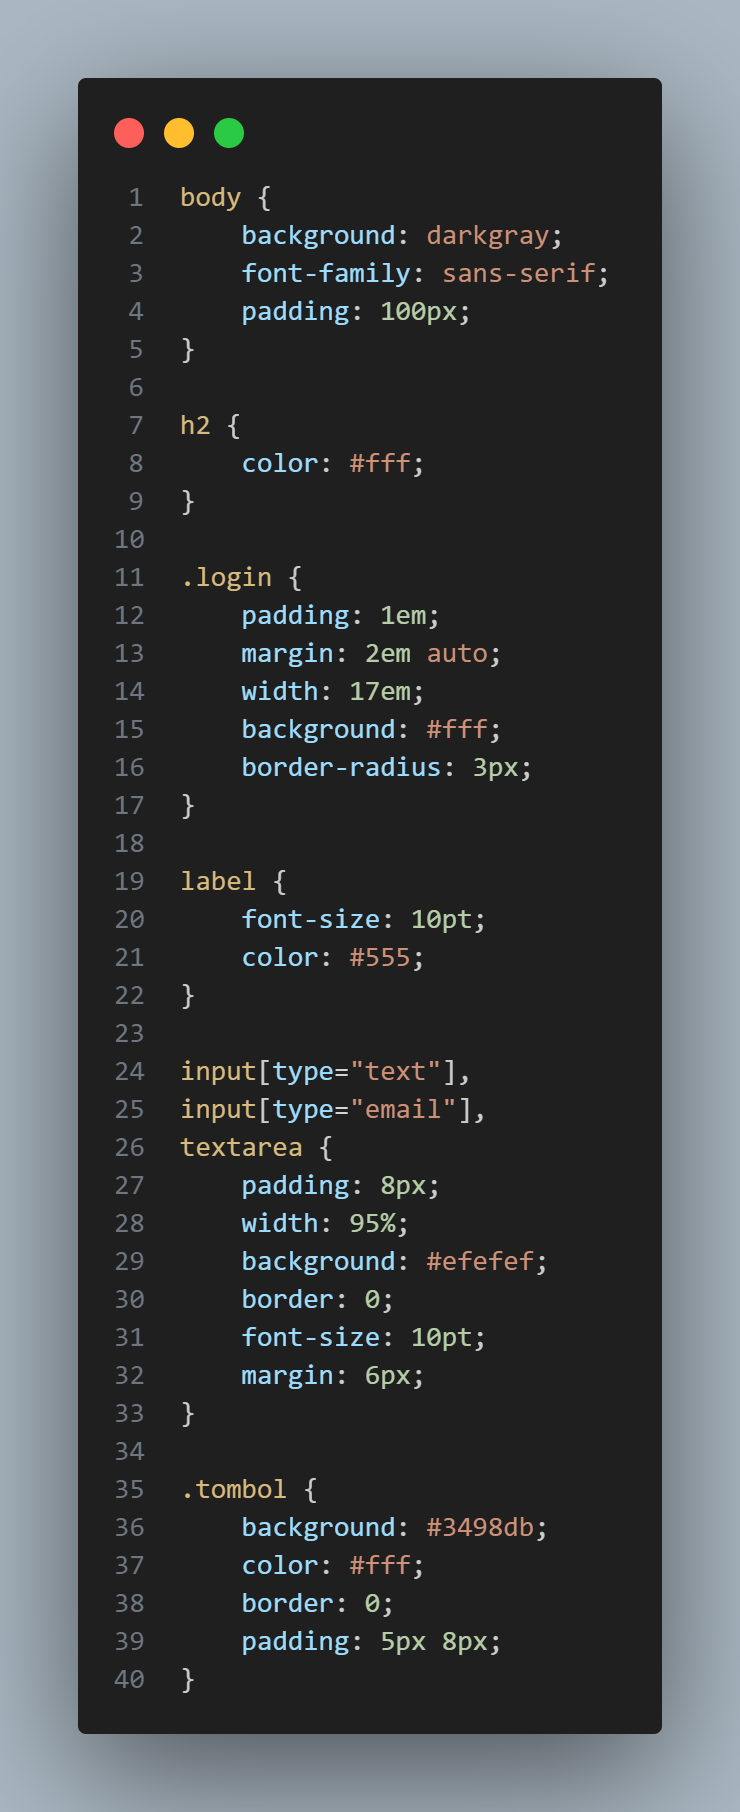 1 body {
2     background: darkgray;
3     font-family: sans-serif;
4     padding: 100px;
5 }
6
7 h2 {
8     color: #fff;
9 }
10
11 .login {
12     padding: 1em;
13     margin: 2em auto;
14     width: 17em;
15     background: #fff;
16     border-radius: 3px;
17 }
18
19 label {
20     font-size: 10pt;
21     color: #555;
22 }
23
24 input[type="text"],
25 input[type="email"],
26 textarea {
27     padding: 8px;
28     width: 95%;
29     background: #efefef;
30     border: 0;
31     font-size: 10pt;
32     margin: 6px;
33 }
34
35 .tombol {
36     background: #3498db;
37     color: #fff;
38     border: 0;
39     padding: 5px 8px;
40 }